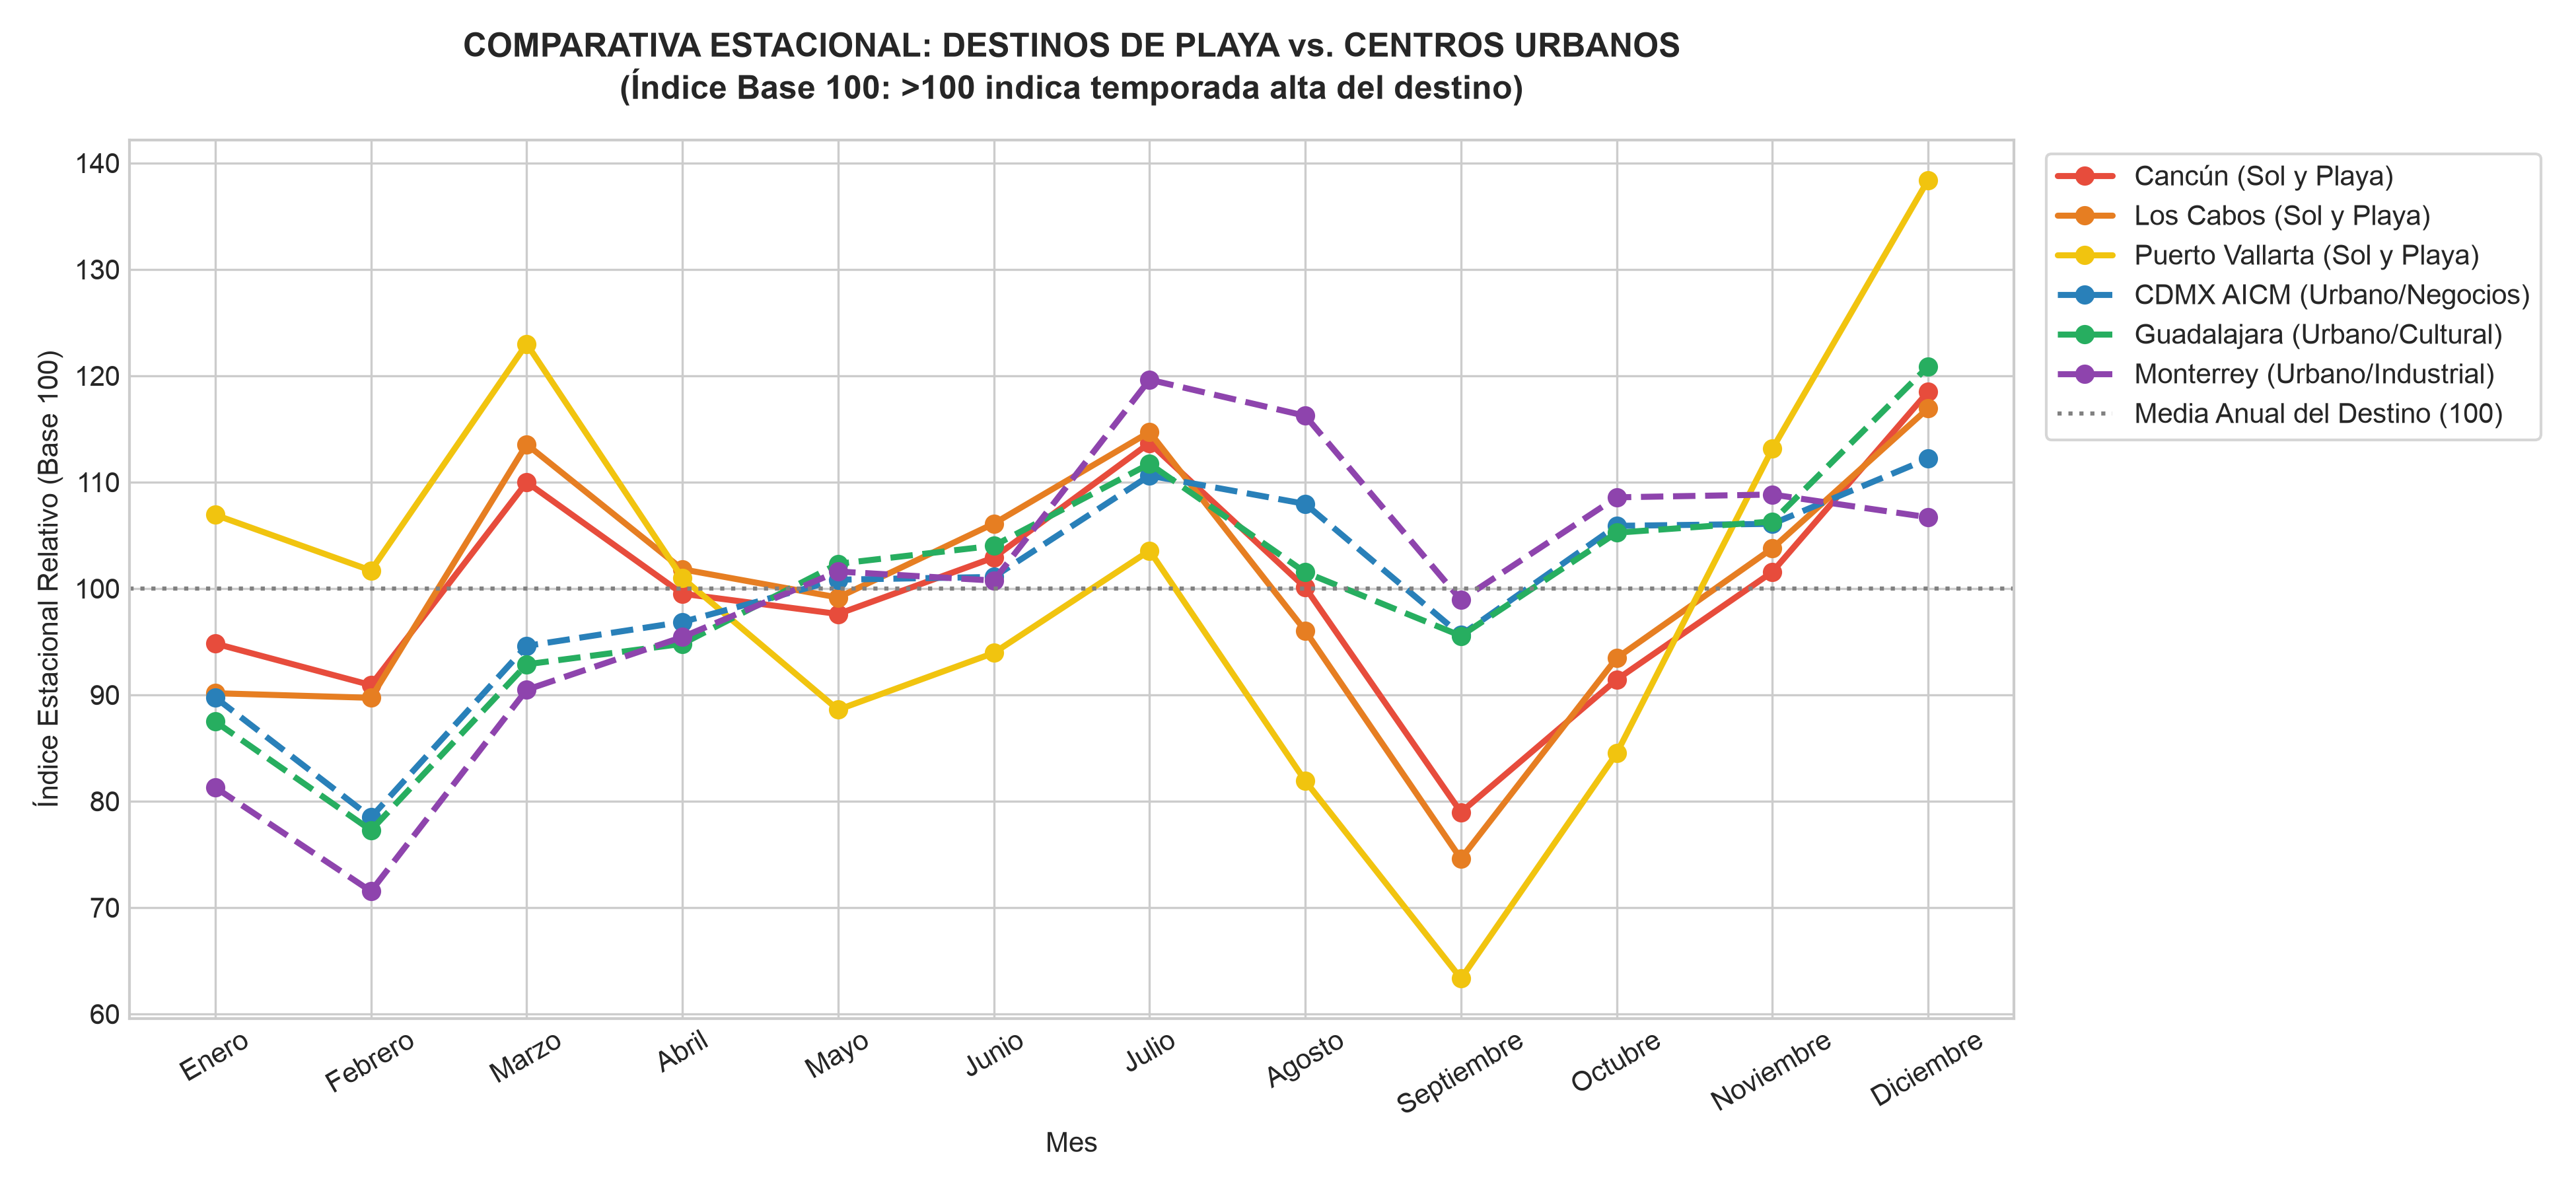 COMPARATIVA ESTACIONAL: DESTINOS DE PLAYA vs. CENTROS URBANOS
(Índice Base 100: >100 indica temporada alta del destino)
Índice Estacional Relativo (Base 100)
140
130
120
110
100
90
80
70
60
Enero
Febrero
Marzo
Abril
Mayo
Junio
Julio
Agosto
Septiembre
Octubre
Noviembre
Diciembre
Mes
Cancún (Sol y Playa)
Los Cabos (Sol y Playa)
Puerto Vallarta (Sol y Playa)
CDMX AICM (Urbano/Negocios)
Guadalajara (Urbano/Cultural)
Monterrey (Urbano/Industrial)
Media Anual del Destino (100)